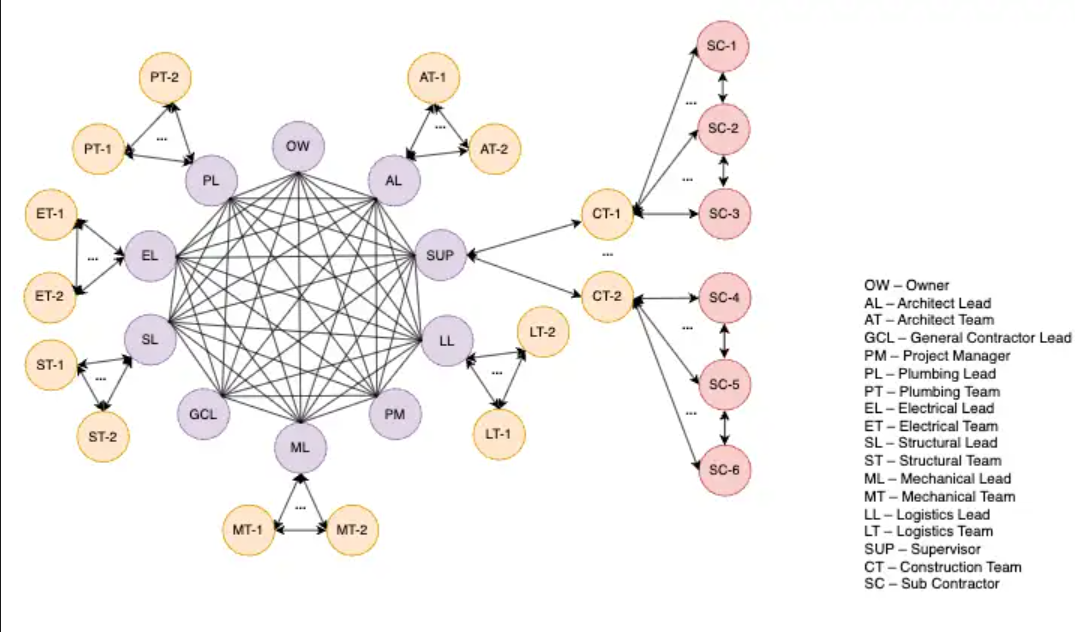 SC-1
PT-2
AT-1
...
...
...
PT-1
OW
AT-2
SC-2
PL
AL
...
ET-1
CT-1
SC-3
...
EL
SUP
...
ET-2
CT-2
SC-4
...
SL
LL
LT-2
ST-1
...
...
SC-5
GCL
PM
...
ST-2
ML
LT-1
SC-6
...
MT-1
MT-2
OW – Owner
AL – Architect Lead
AT – Architect Team
GCL – General Contractor Lead
PM – Project Manager
PL – Plumbing Lead
PT – Plumbing Team
EL – Electrical Lead
ET – Electrical Team
SL – Structural Lead
ST – Structural Team
ML – Mechanical Lead
MT – Mechanical Team
LL – Logistics Lead
LT – Logistics Team
SUP – Supervisor
CT – Construction Team
SC – Sub Contractor